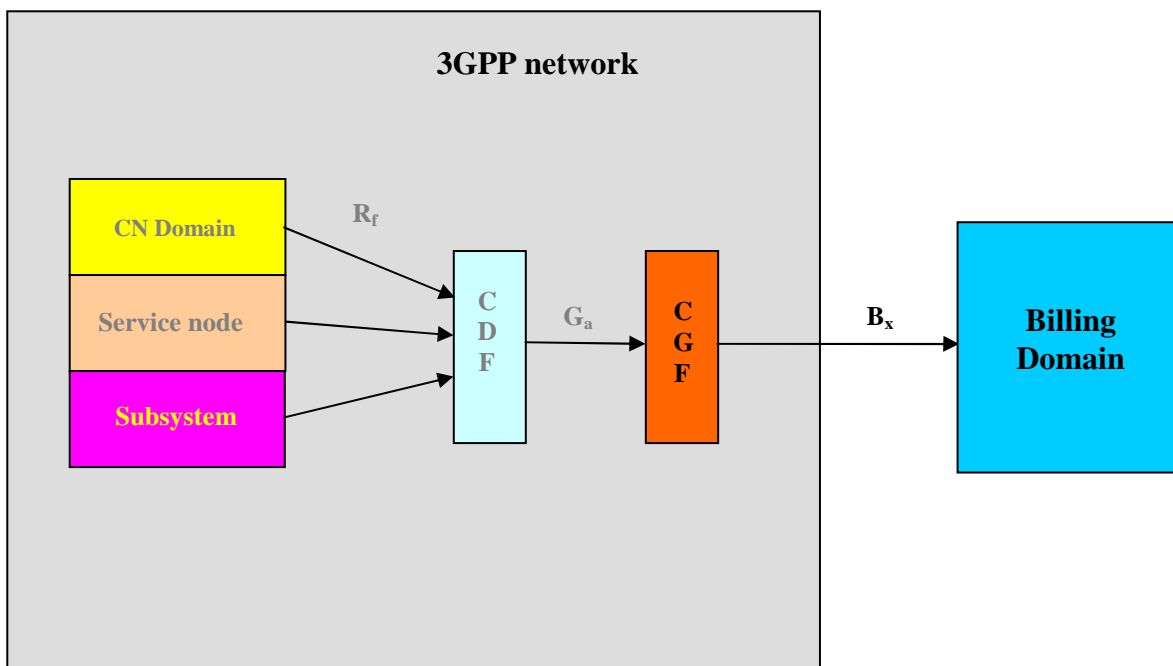 3GPP network
CN Domain
Service node
Subsystem
Rf
C
D
F
Ga
C
G
F
Bx
Billing
Domain